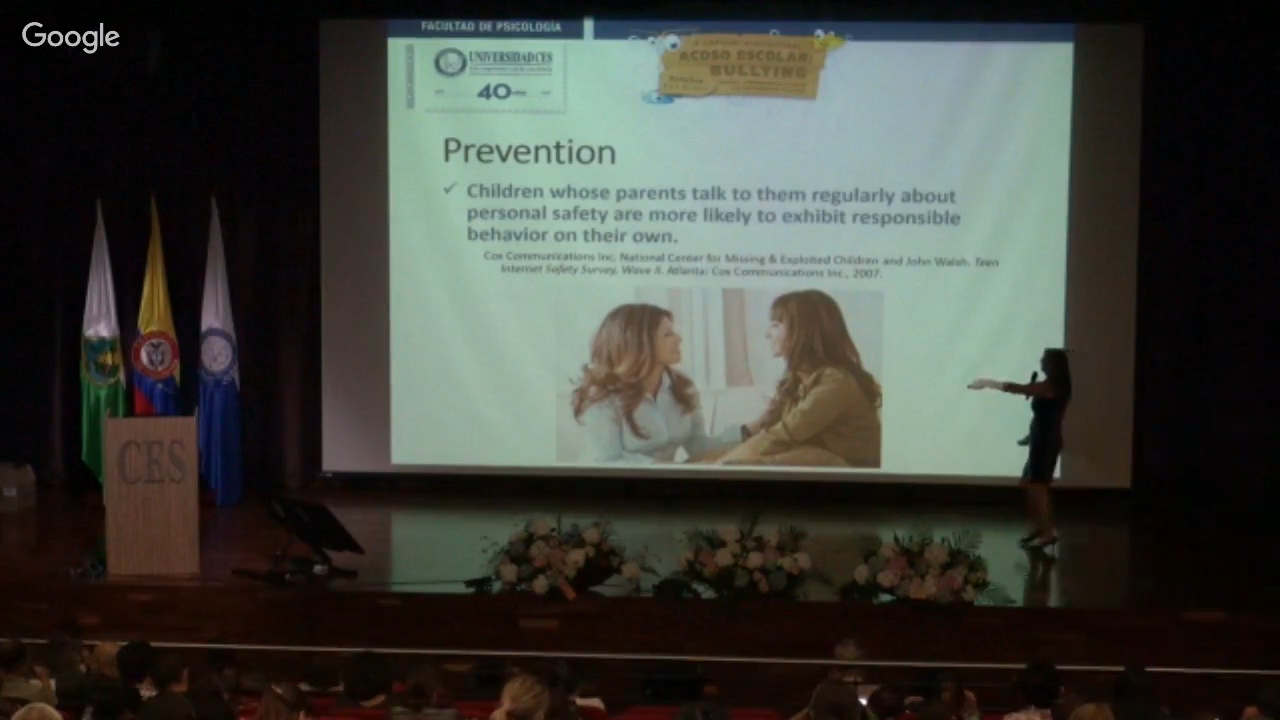 Google
FACULTAD DE PSICOLOGÍA
UNIVERSIDAD CES
40
ACOSO ESCOLAR:
BULLYING
Prevention
✓ Children whose parents talk to them regularly about
personal safety are more likely to exhibit responsible
behavior on their own.
Cox Communications Inc. National Center for Missing & Exploited Children and John Walsh. Teen
Internet Safety Survey, Wave II. Atlanta: Cox Communications Inc., 2007.
CES